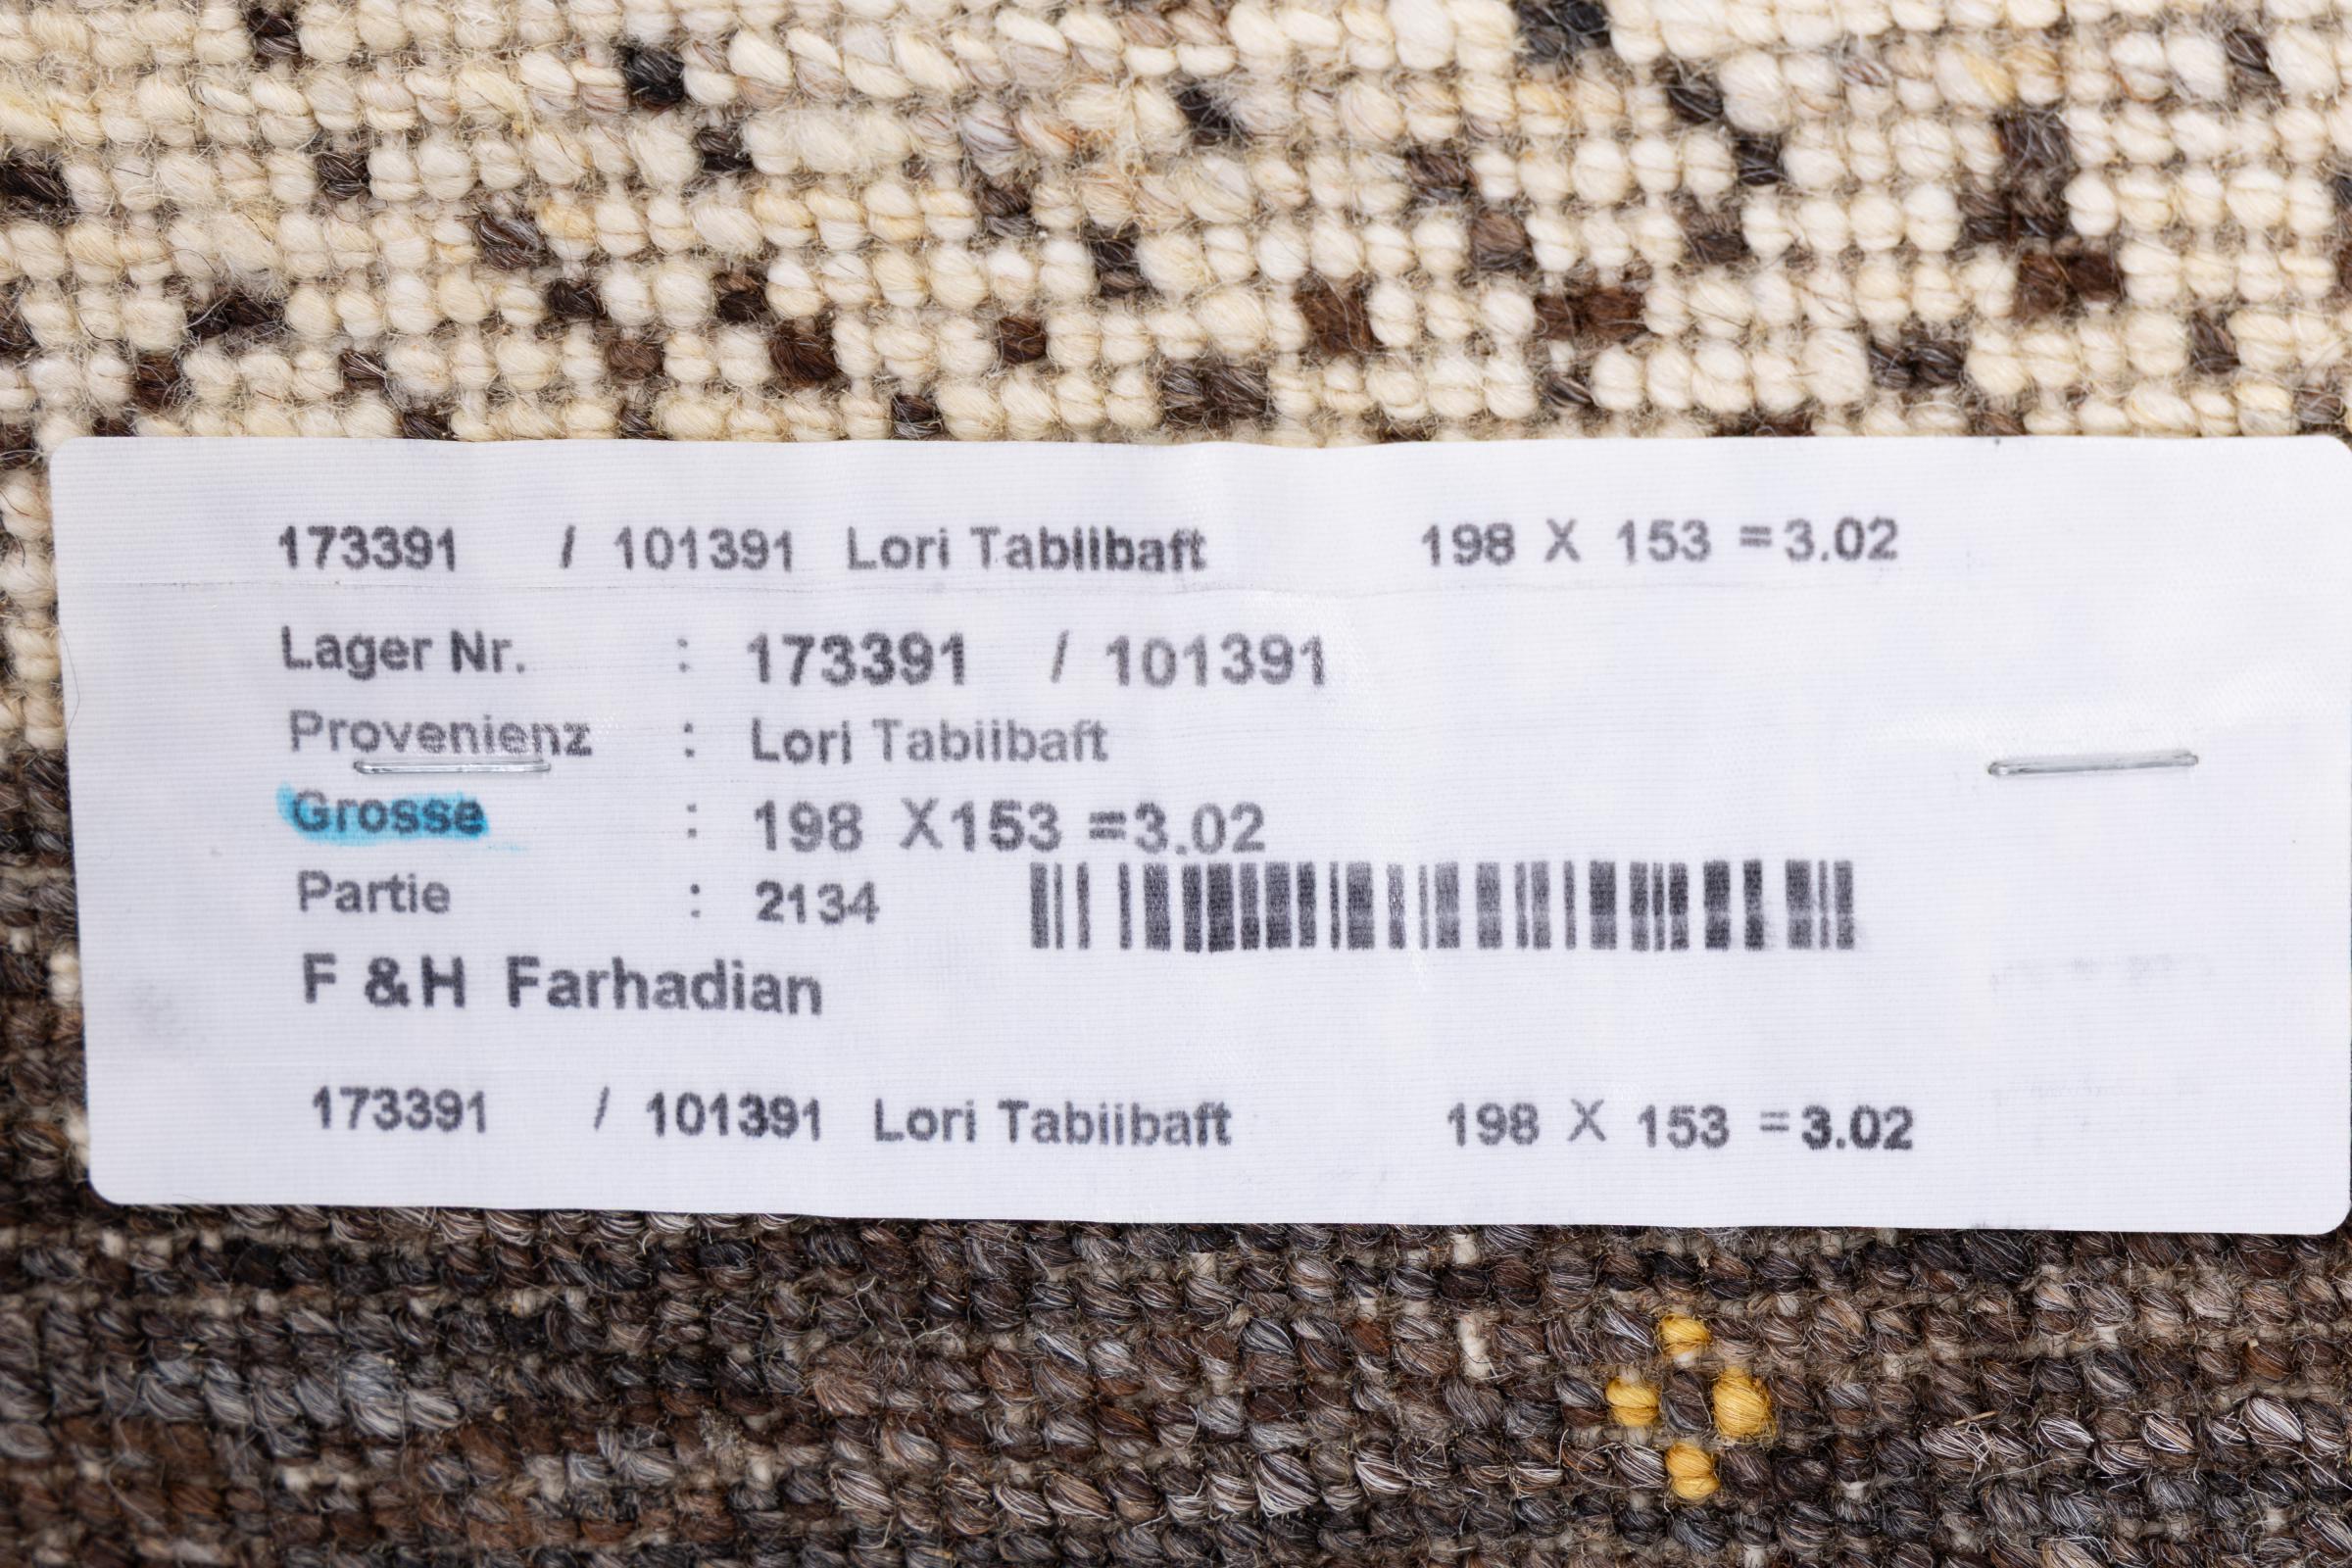 173391 / 101391 Lori Tabiibaft 198 X 153 =3.02
Lager Nr. : 173391 / 101391
Provenienz : Lori Tabiibaft
Grosse : 198 X153 =3.02
Partie : 2134
F &H Farhadian
173391 / 101391 Lori Tabiibaft 198 X 153 =3.02